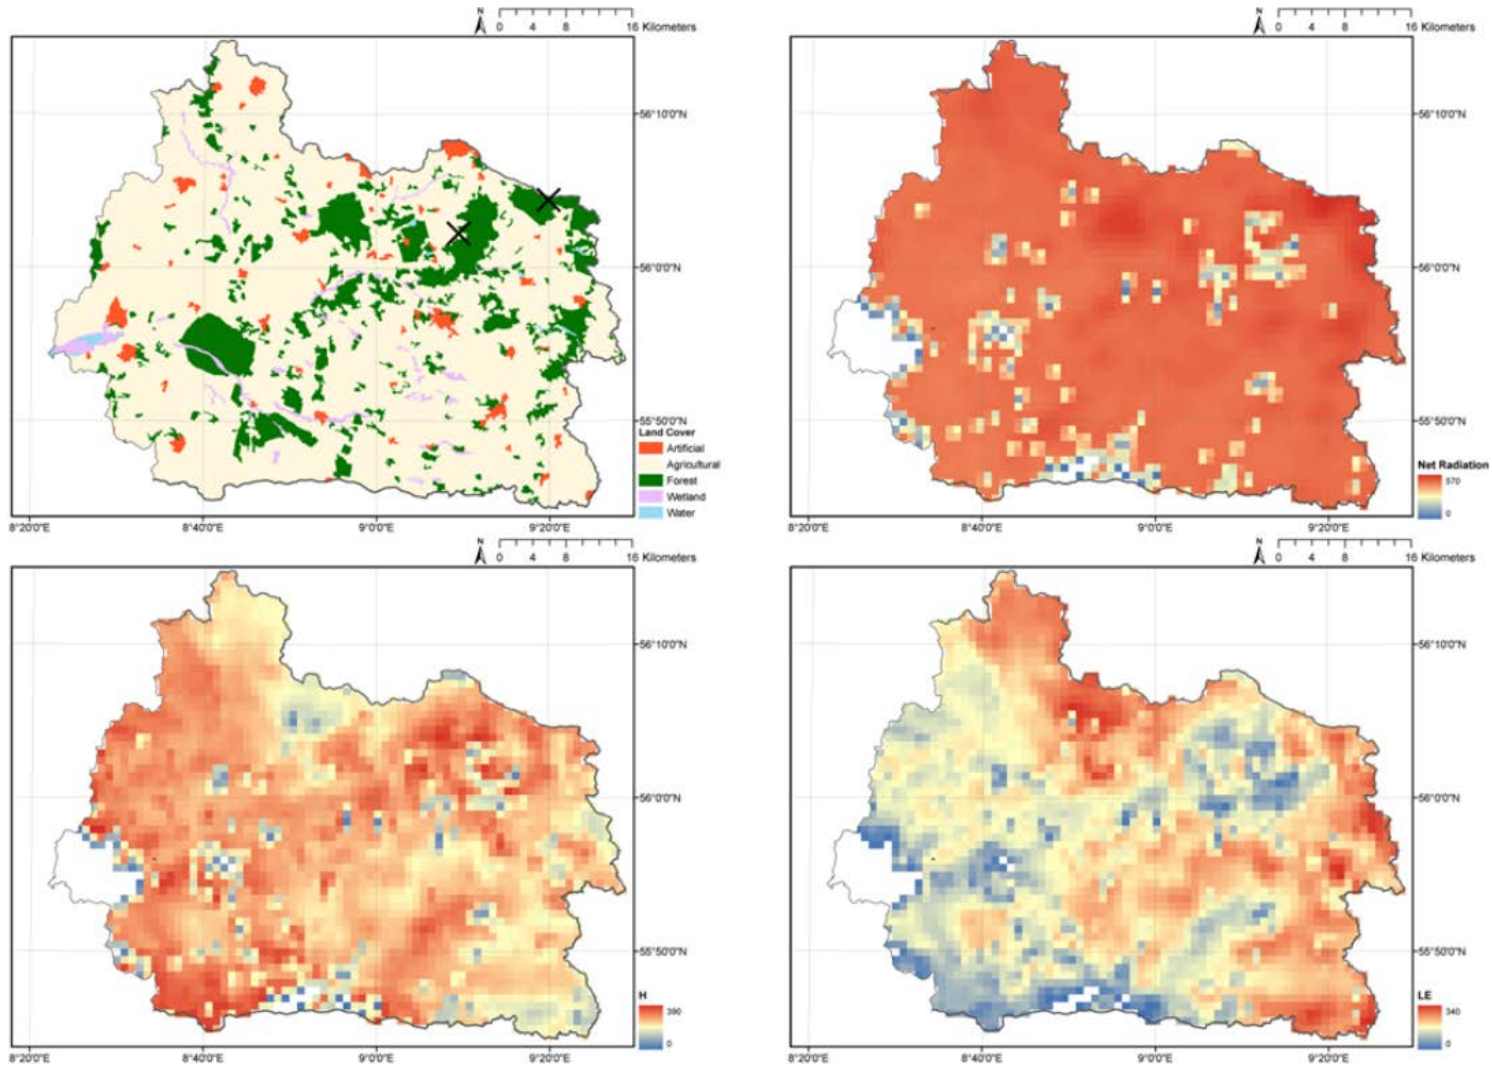 N
0 4 8 16 Kilometers
56°10'0"N
56°0'0"N
55°50'0"N
Land Cover
Artificial
Agricultural
Forest
Wetland
Water
8°20'0"E 8°40'0"E 9°0'0"E 9°20'0"E
N
0 4 8 16 Kilometers
56°10'0"N
56°0'0"N
55°50'0"N
Net Radiation
570
0
8°20'0"E 8°40'0"E 9°0'0"E 9°20'0"E
N
0 4 8 16 Kilometers
56°10'0"N
56°0'0"N
55°50'0"N
H
390
0
8°20'0"E 8°40'0"E 9°0'0"E 9°20'0"E
N
0 4 8 16 Kilometers
56°10'0"N
56°0'0"N
55°50'0"N
LE
340
0
8°20'0"E 8°40'0"E 9°0'0"E 9°20'0"E